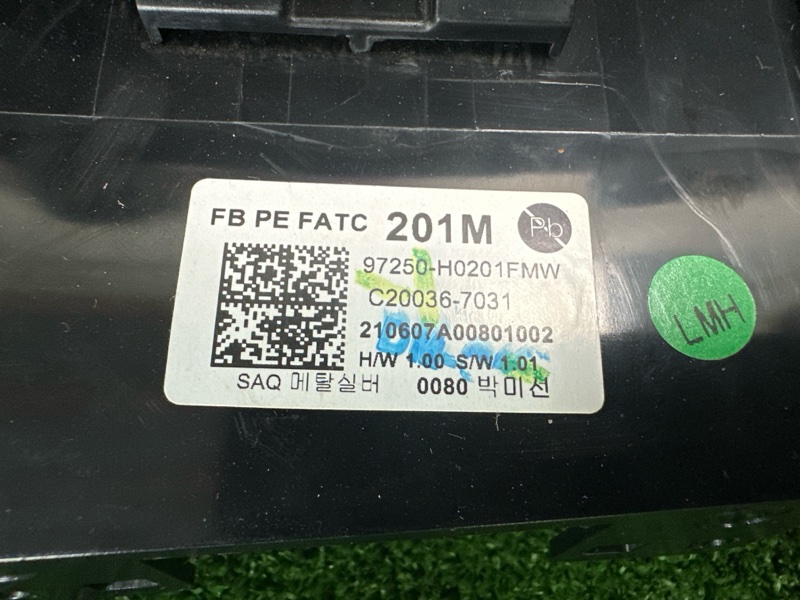 FB PE FATC 201M Pb
97250-H0201FMW
C20036-7031
210607A00801002
H/W 1.00 S/W 1.01
SAQ 메탈실버 0080 박미선
LMH